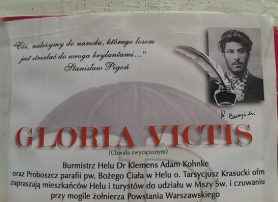 "Cóż, należymy do narodu, którego losem
jest strzelać do wroga brylantami..."
Stanisław Pigoń
GLORIA VICTIS
(Chwała zwyciężonym)
Burmistrz Helu Dr Klemens Adam Kohnke
oraz Proboszcz parafii pw. Bożego Ciała w Helu o. Tarsycjusz Krasucki ofm
zapraszają mieszkańców Helu i turystów do udziału w Mszy Św. i czuwaniu
przy mogile żołnierza Powstania Warszawskiego